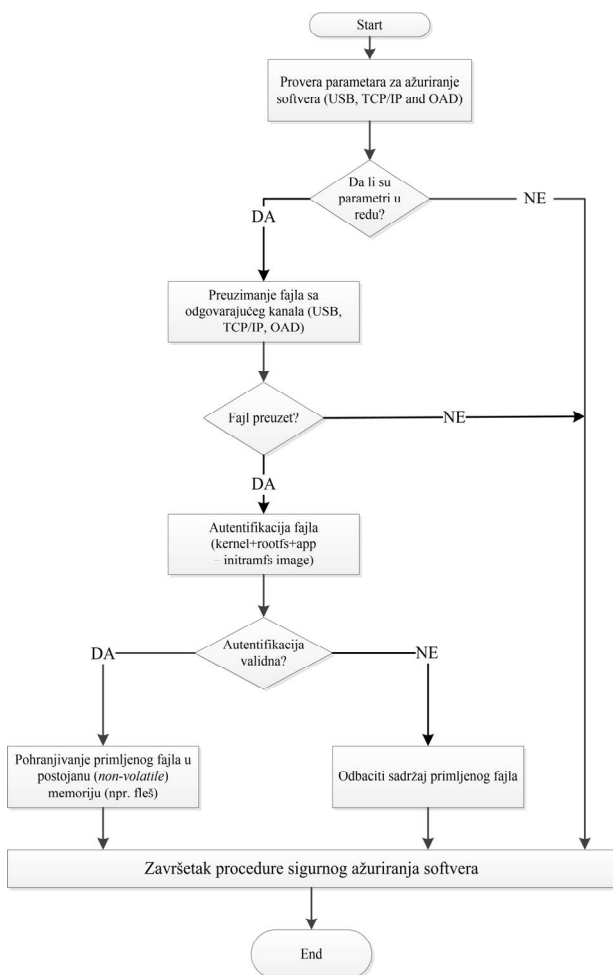 Start
Provera parametara za ažuriranje
softvera (USB, TCP/IP and OAD)
Da li su
parametri u
redu?
DA
NE
Preuzimanje fajla sa
odgovarajućeg kanala (USB,
TCP/IP, OAD)
Fajl preuzet?
NE
DA
Autentifikacija fajla
(kernel+rootfs+app
– initramfs image)
Autentifikacija
validna?
DA
NE
Pohranjivanje primljenog fajla u
postojanu (non-volatile)
memoriju (npr. fleš)
Odbaciti sadržaj primljenog fajla
Završetak procedure sigurnog ažuriranja softvera
End